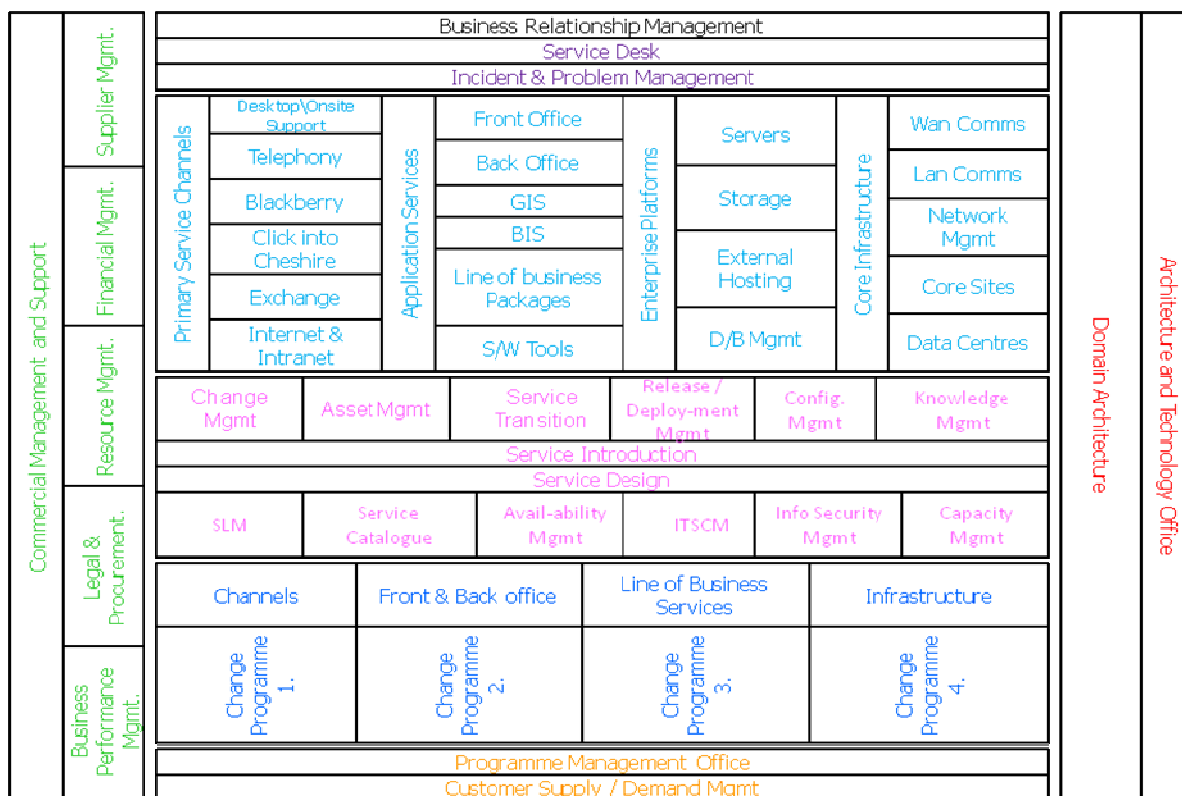 Commercial Management and Support
Supplier Mgmt.
Financial Mgmt.
Resource Mgmt.
Legal &
Procurement.
Business
Performance
Mgmt.
Business Relationship Management
Service Desk
Incident & Problem Management
Primary Service Channels
Desktop\Onsite
Support
Telephony
Blackberry
Click into
Cheshire
Exchange
Internet &
Intranet
Application Services
Front Office
Back Office
GIS
BIS
Line of business
Packages
S/W Tools
Enterprise Platforms
Servers
Storage
External
Hosting
D/B Mgmt
Core Infrastructure
Wan Comms
Lan Comms
Network
Mgmt
Core Sites
Data Centres
Change
Mgmt
Asset Mgmt
Service
Transition
Release /
Deploy-ment
Mgmt
Config.
Mgmt
Knowledge
Mgmt
Service Introduction
Service Design
SLM
Service
Catalogue
Avail-ability
Mgmt
ITSCM
Info Security
Mgmt
Capacity
Mgmt
Channels
Front & Back office
Line of Business
Services
Infrastructure
Change
Programme
1.
Change
Programme
2.
Change
Programme
3.
Change
Programme
4.
Programme Management Office
Customer Supply / Demand Mgmt
Domain Architecture
Architecture and Technology Office